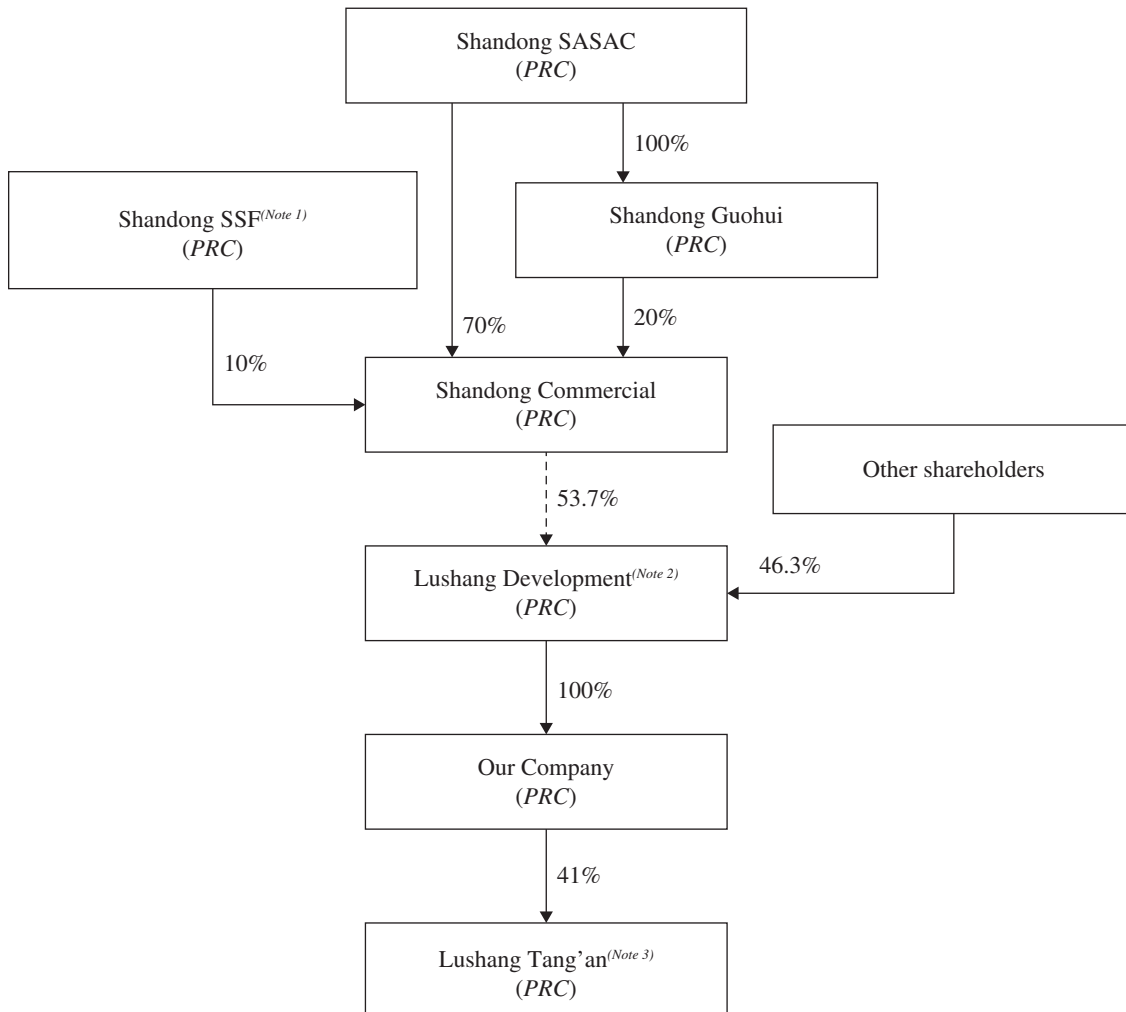 Shandong SASAC
(PRC)
100%
Shandong SSF(Note 1)
(PRC)
Shandong Guohui
(PRC)
70%
20%
10%
Shandong Commercial
(PRC)
Other shareholders
53.7%
Lushang Development(Note 2)
(PRC)
46.3%
100%
Our Company
(PRC)
41%
Lushang Tang’an(Note 3)
(PRC)